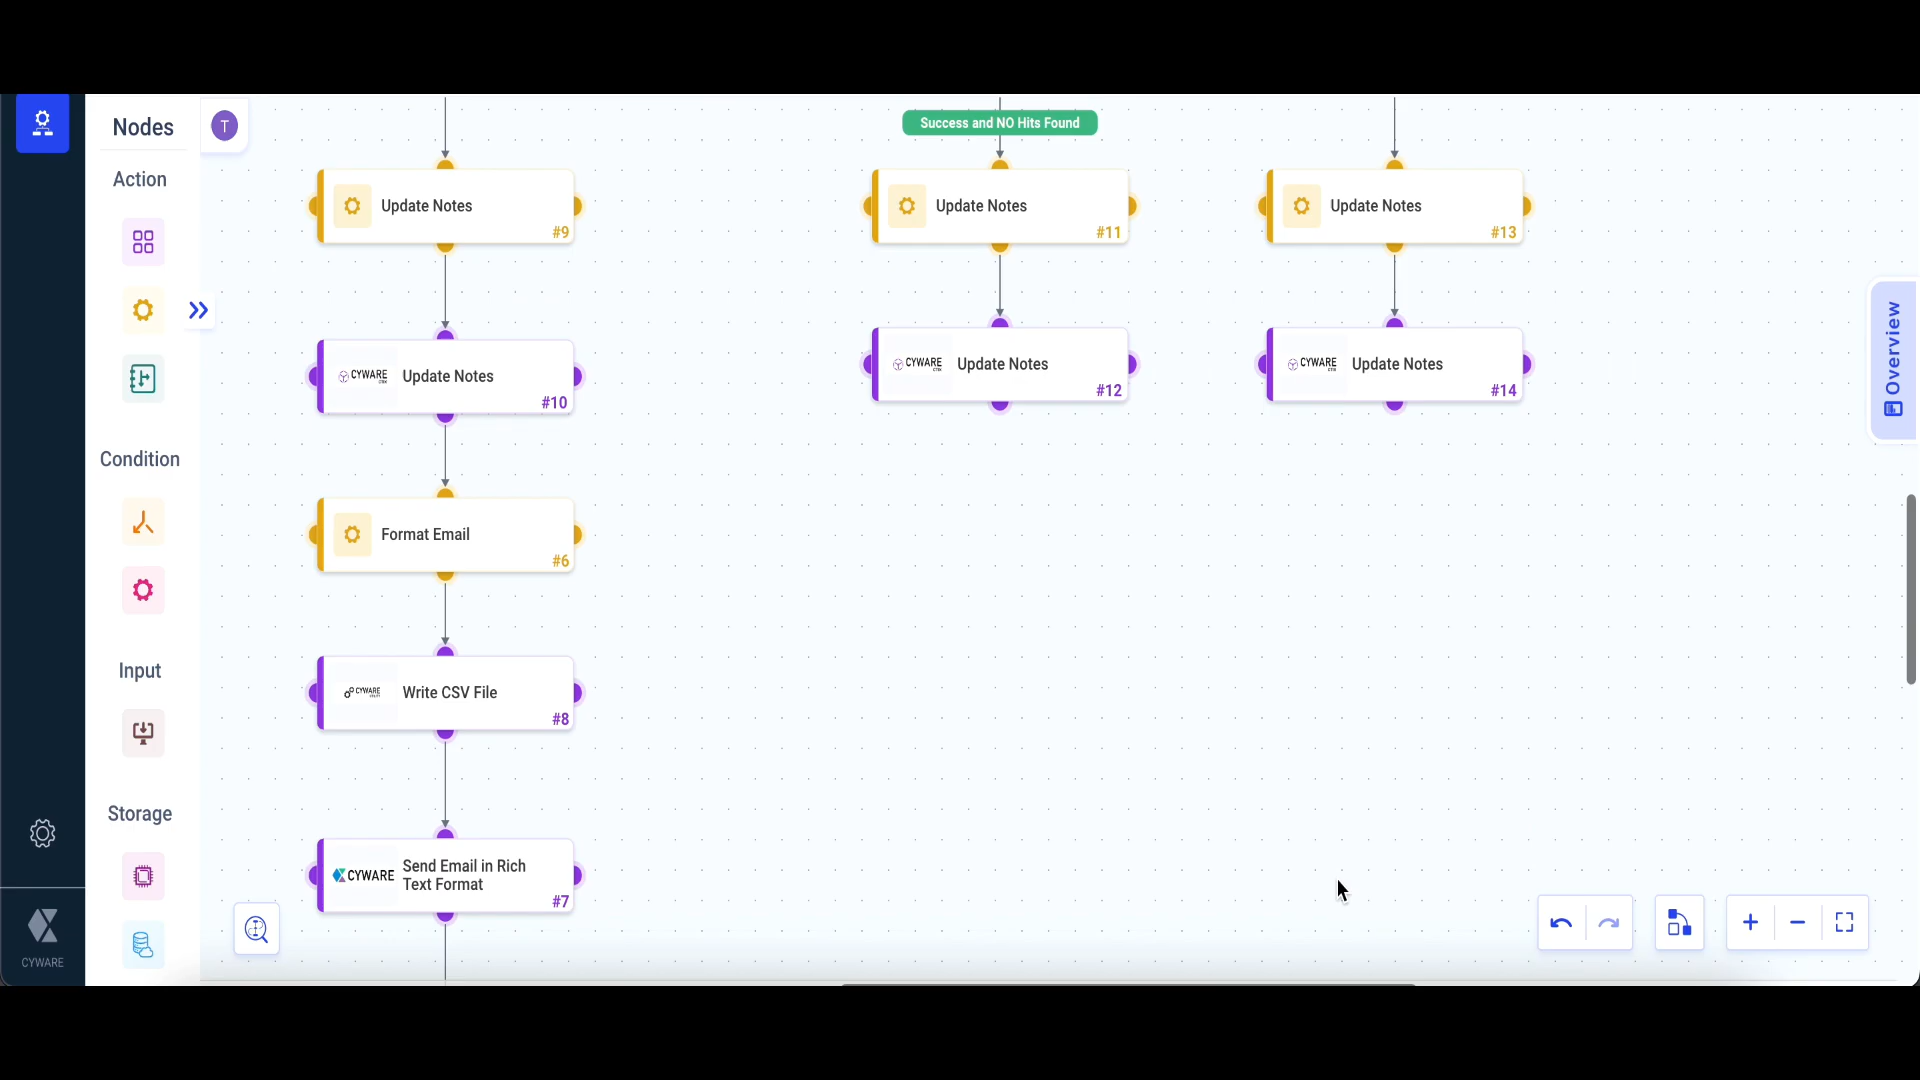 Nodes
T
Action
Condition
Input
Storage
CYWARE
Success and NO Hits Found
Update Notes
#9
Update Notes
#11
Update Notes
#13
CYWARE
Update Notes
#10
CYWARE
Update Notes
#12
CYWARE
Update Notes
#14
Format Email
#6
CYWARE
Write CSV File
#8
CYWARE
Send Email in Rich
Text Format
#7
Overview